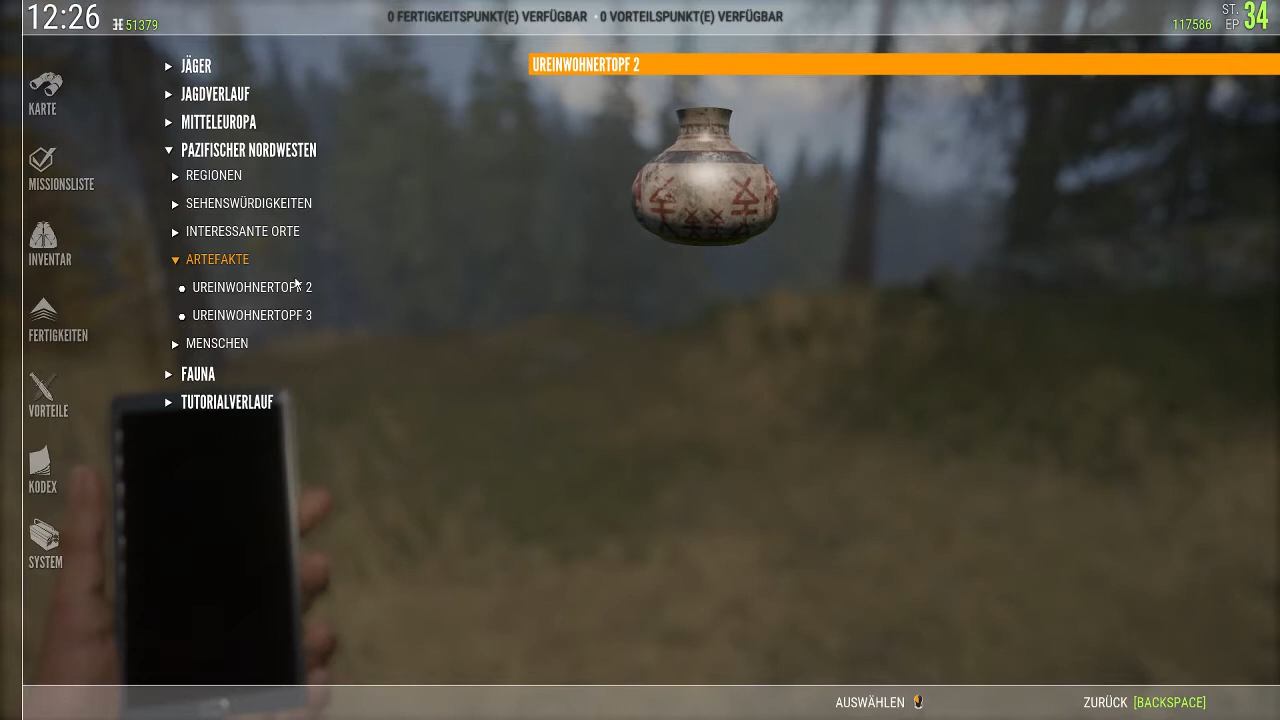 12:26 51379
0 FERTIGKEITSPUNKT(E) VERFÜGBAR · 0 VORTEILSPUNKT(E) VERFÜGBAR
117586 ST. EP 34
KARTE
MISSIONSLISTE
INVENTAR
FERTIGKEITEN
VORTEILE
KODEX
SYSTEM
JÄGER
JAGDVERLAUF
MITTELEUROPA
PAZIFISCHER NORDWESTEN
REGIONEN
SEHENSWÜRDIGKEITEN
INTERESSANTE ORTE
ARTEFAKTE
UREINWOHNERTOPF 2
UREINWOHNERTOPF 3
MENSCHEN
FAUNA
TUTORIALVERLAUF
UREINWOHNERTOPF 2
AUSWÄHLEN
ZURÜCK [BACKSPACE]